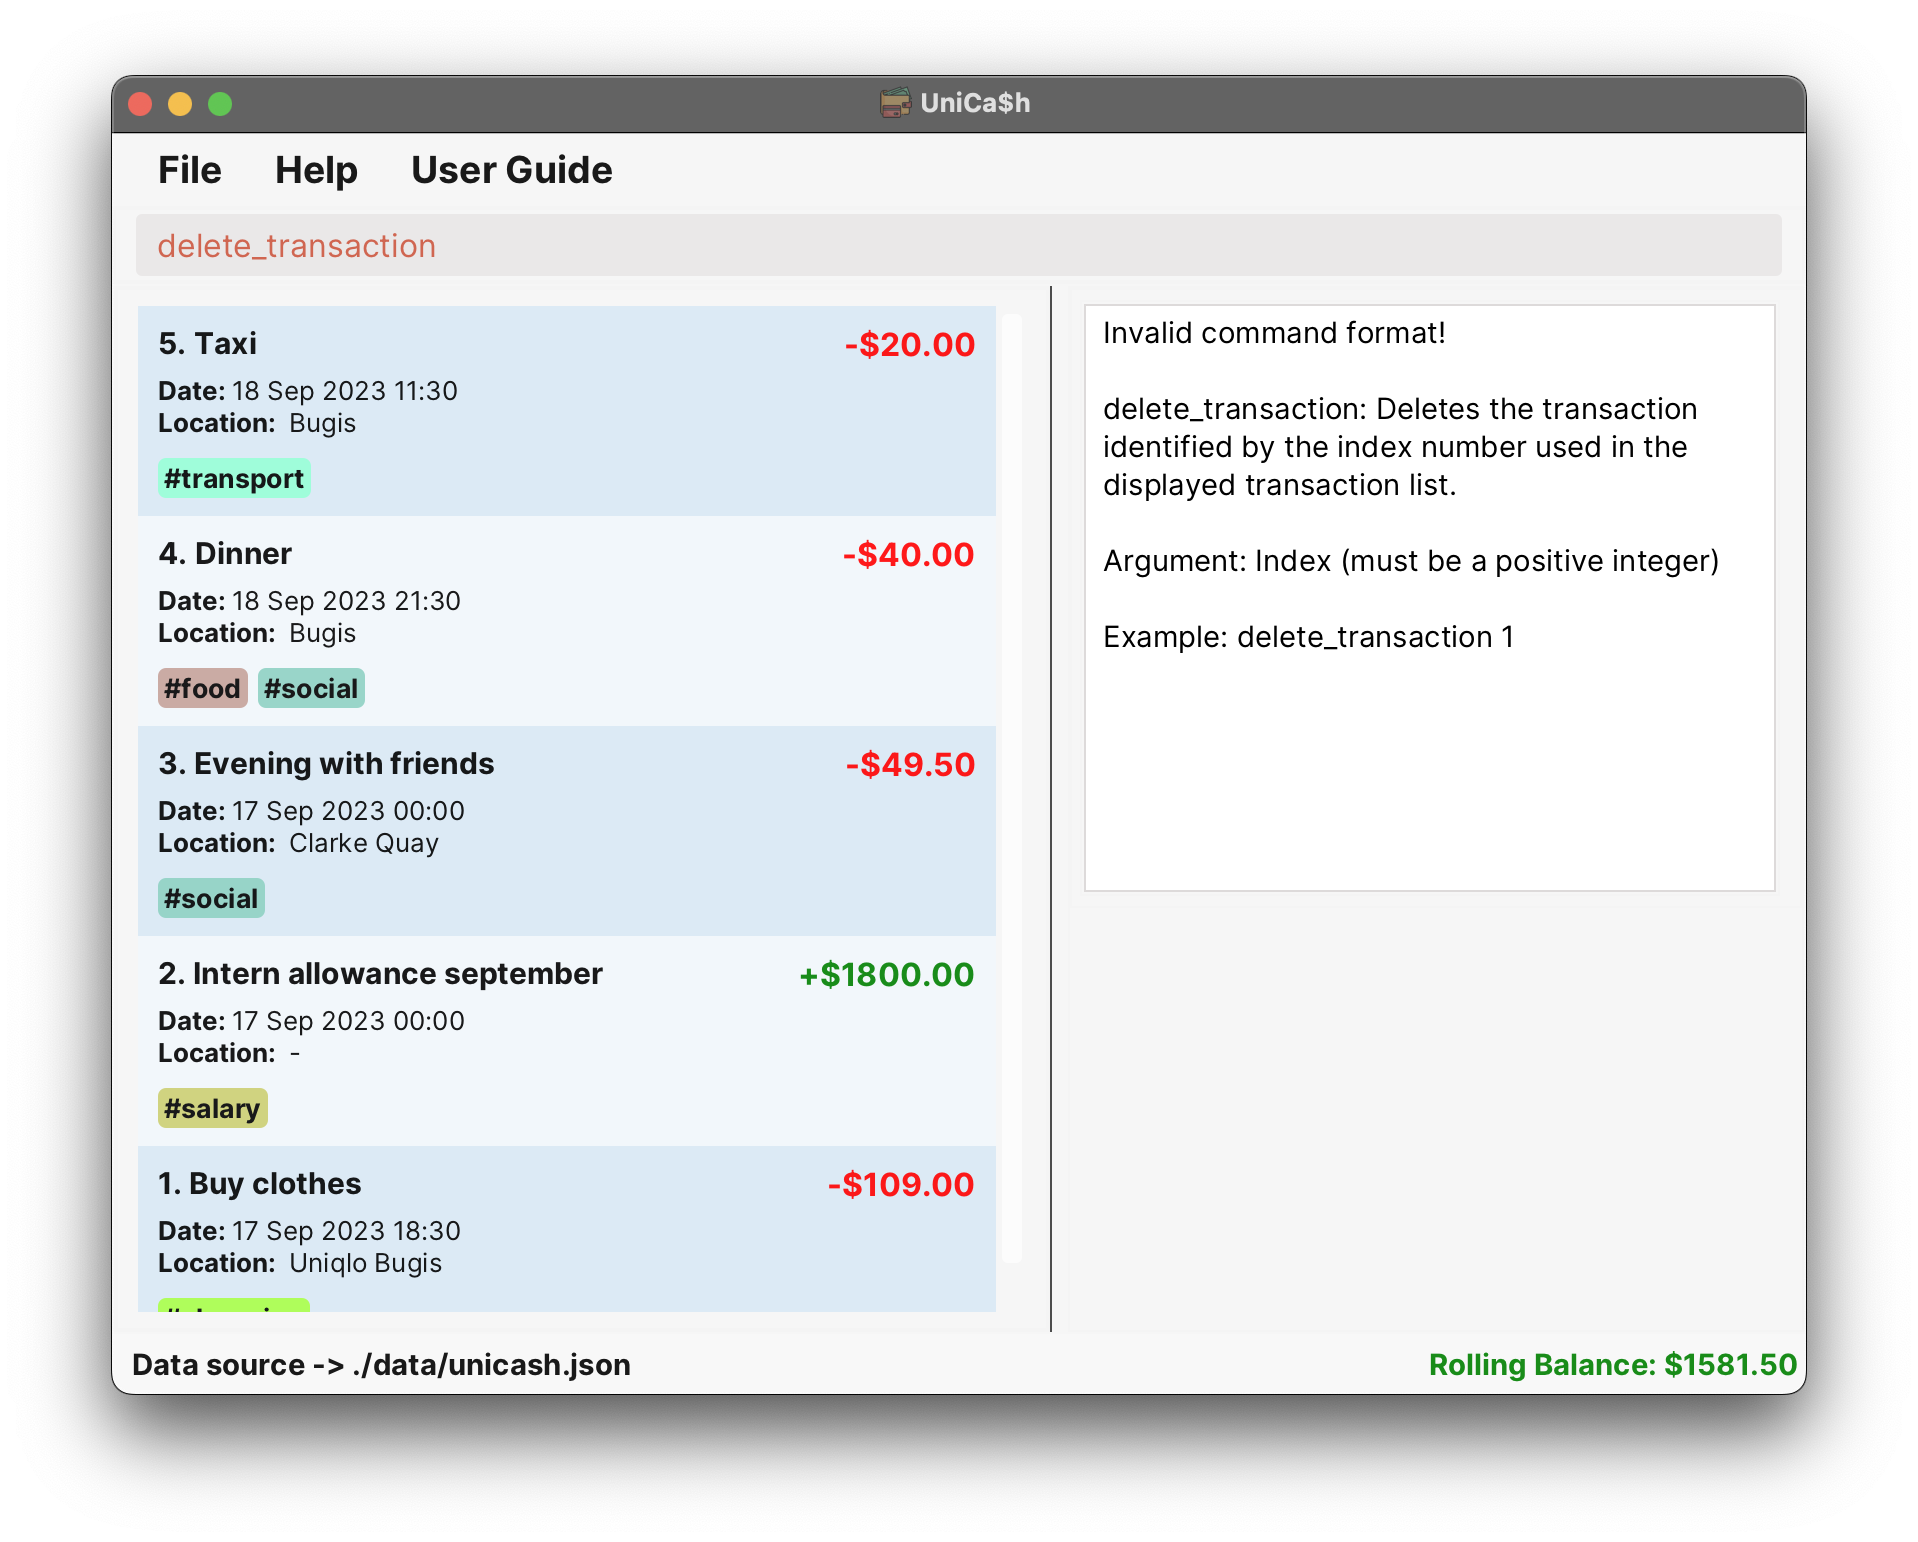 UniCa$h
File Help User Guide
delete_transaction
5. Taxi -$20.00
Date: 18 Sep 2023 11:30
Location: Bugis
#transport
4. Dinner -$40.00
Date: 18 Sep 2023 21:30
Location: Bugis
#food #social
3. Evening with friends -$49.50
Date: 17 Sep 2023 00:00
Location: Clarke Quay
#social
2. Intern allowance september +$1800.00
Date: 17 Sep 2023 00:00
Location: -
#salary
1. Buy clothes -$109.00
Date: 17 Sep 2023 18:30
Location: Uniqlo Bugis
Invalid command format!
delete_transaction: Deletes the transaction
identified by the index number used in the
displayed transaction list.
Argument: Index (must be a positive integer)
Example: delete_transaction 1
Data source -> ./data/unicash.json
Rolling Balance: $1581.50